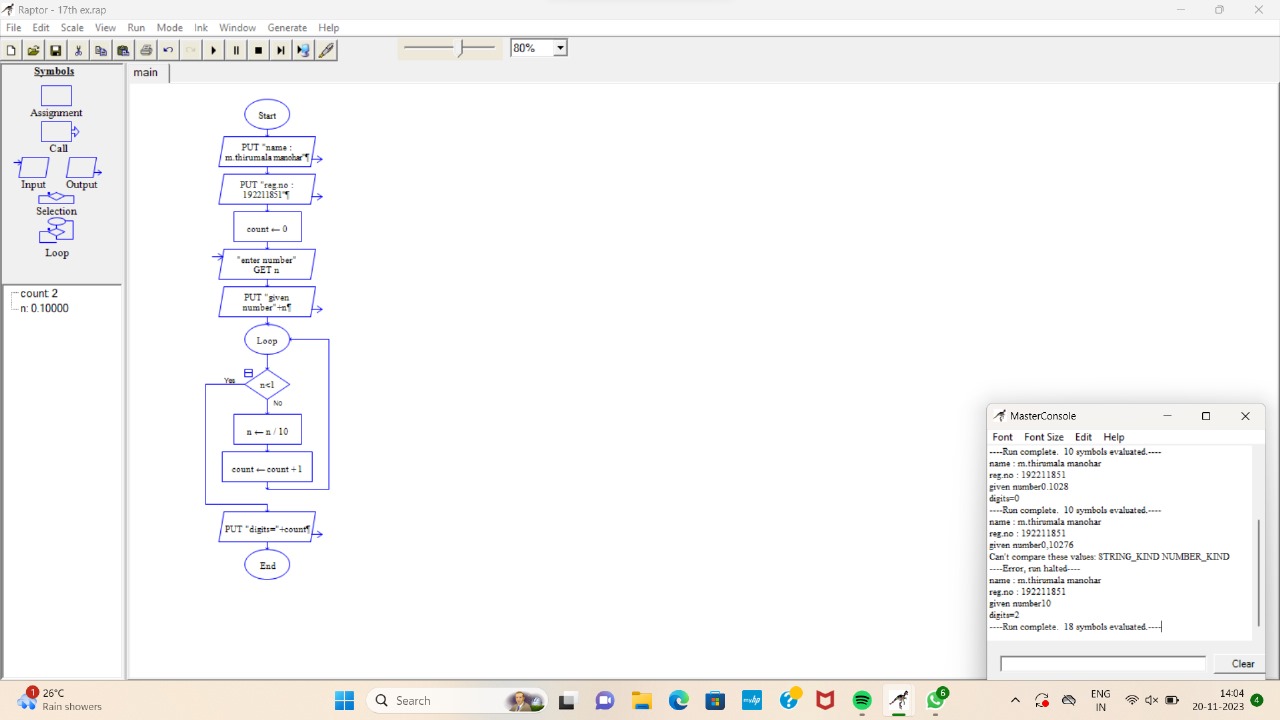 Raptor - 17th ex.rap
File Edit Scale View Run Mode Ink Window Generate Help
80%
Symbols
main
Assignment
Call
Input Output
Selection
Loop
count: 2
n: 0.10000
Start
PUT "name :
m.thirumala manohar"¶
PUT "reg.no :
192211851"¶
count ← 0
"enter number"
GET n
PUT "given
number"+n¶
Loop
Yes
n<1
No
n ← n / 10
count ← count + 1
PUT "digits="+count¶
End
MasterConsole
Font Font Size Edit Help
----Run complete. 10 symbols evaluated.----
name : m.thirumala manohar
reg.no : 192211851
given number0.1028
digits=0
----Run complete. 10 symbols evaluated.----
name : m.thirumala manohar
reg.no : 192211851
given number0,10276
Can't compare these values: STRING_KIND NUMBER_KIND
----Error, run halted----
name : m.thirumala manohar
reg.no : 192211851
given number10
digits=2
----Run complete. 18 symbols evaluated.----
Clear
1
26°C
Rain showers
Search
myhp
6
ENG
IN
14:04
20-11-2023
4